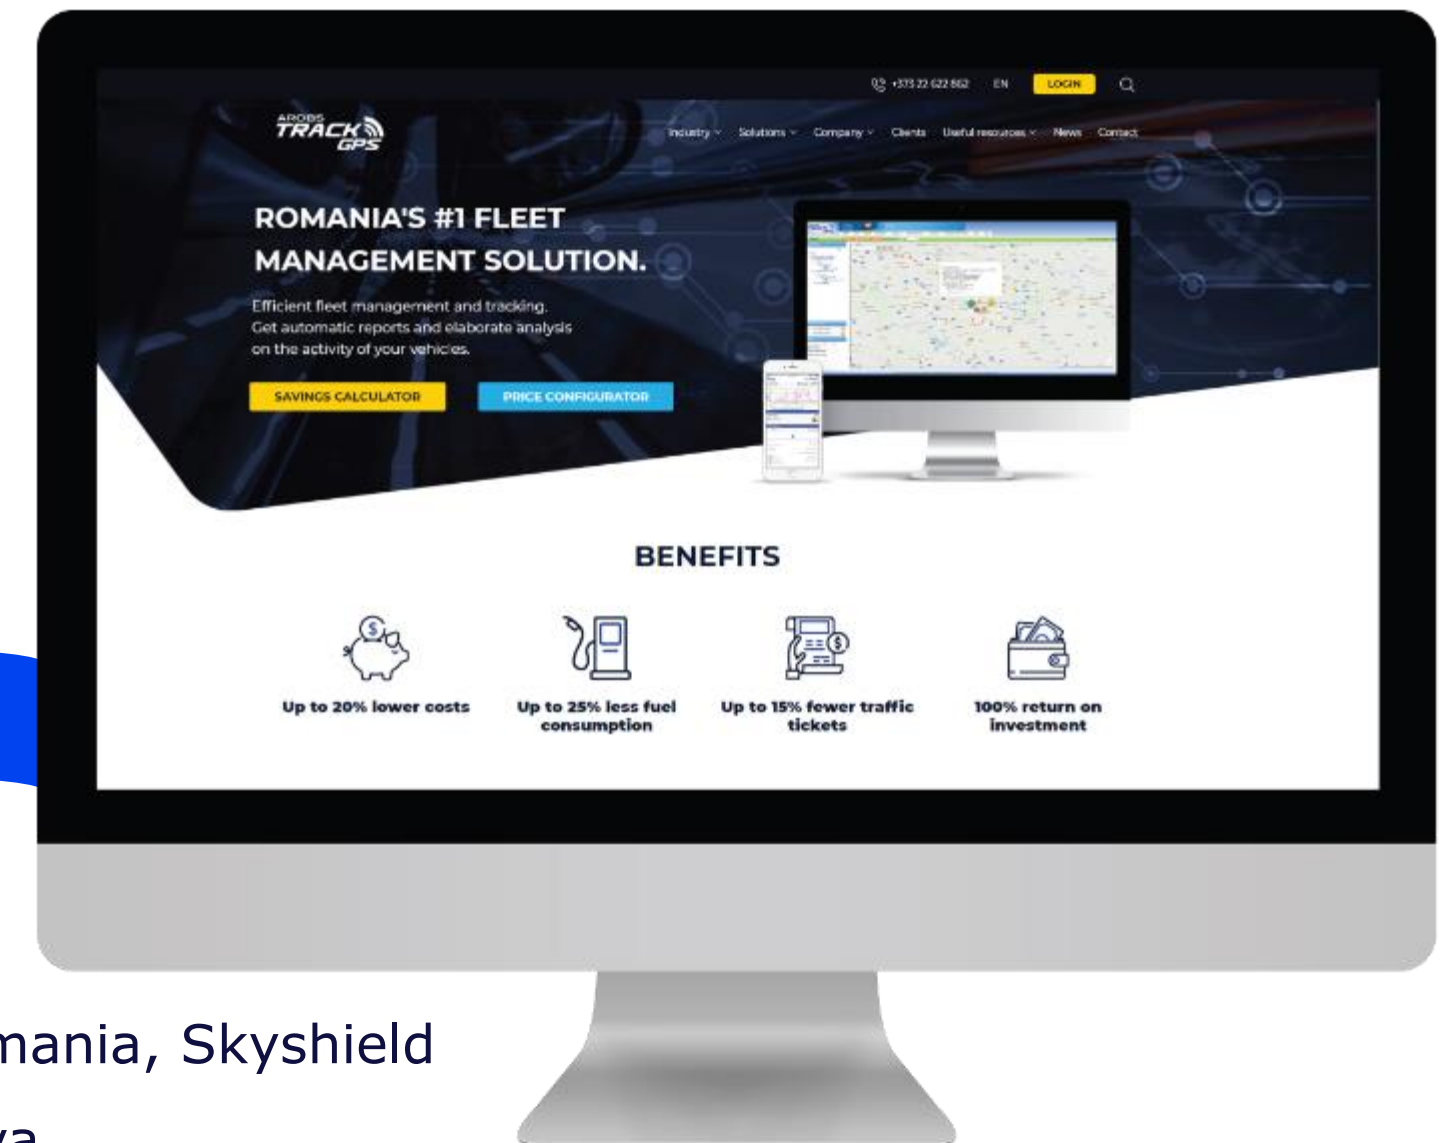 +373 22 622 862 EN LOGIN
AROBS
TRACK
GPS
Industry Solutions Company Clients Useful resources News Contact
ROMANIA'S #1 FLEET
MANAGEMENT SOLUTION.
Efficient fleet management and tracking.
Get automatic reports and elaborate analysis
on the activity of your vehicles.
SAVINGS CALCULATOR PRICE CONFIGURATOR
BENEFITS
Up to 20% lower costs
Up to 25% less fuel
consumption
Up to 15% fewer traffic
tickets
100% return on
investment
mania, Skyshield
va